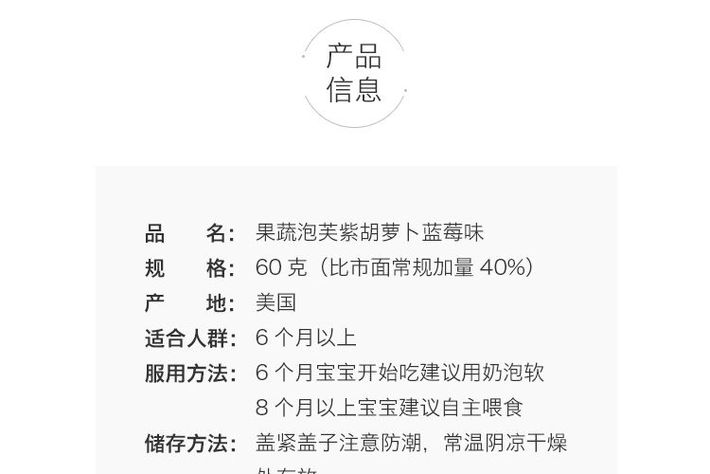 产品
信息
品 名： 果蔬泡芙紫胡萝卜蓝莓味
规 格： 60 克（比市面常规加量 40%）
产 地： 美国
适合人群： 6 个月以上
服用方法： 6 个月宝宝开始吃建议用奶泡软
8 个月以上宝宝建议自主喂食
储存方法： 盖紧盖子注意防潮，常温阴凉干燥